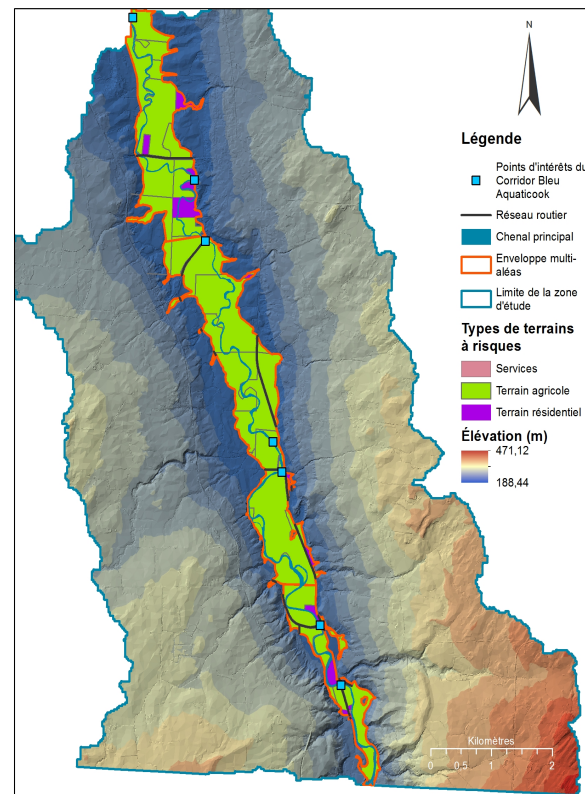 N
Légende
Points d'intérêts du
Corridor Bleu
Aquaticook
Réseau routier
Chenal principal
Enveloppe multi-
aléas
Limite de la zone
d'étude
Types de terrains
à risques
Services
Terrain agricole
Terrain résidentiel
Élévation (m)
471,12
188,44
Kilomètres
0 0,5 1 2